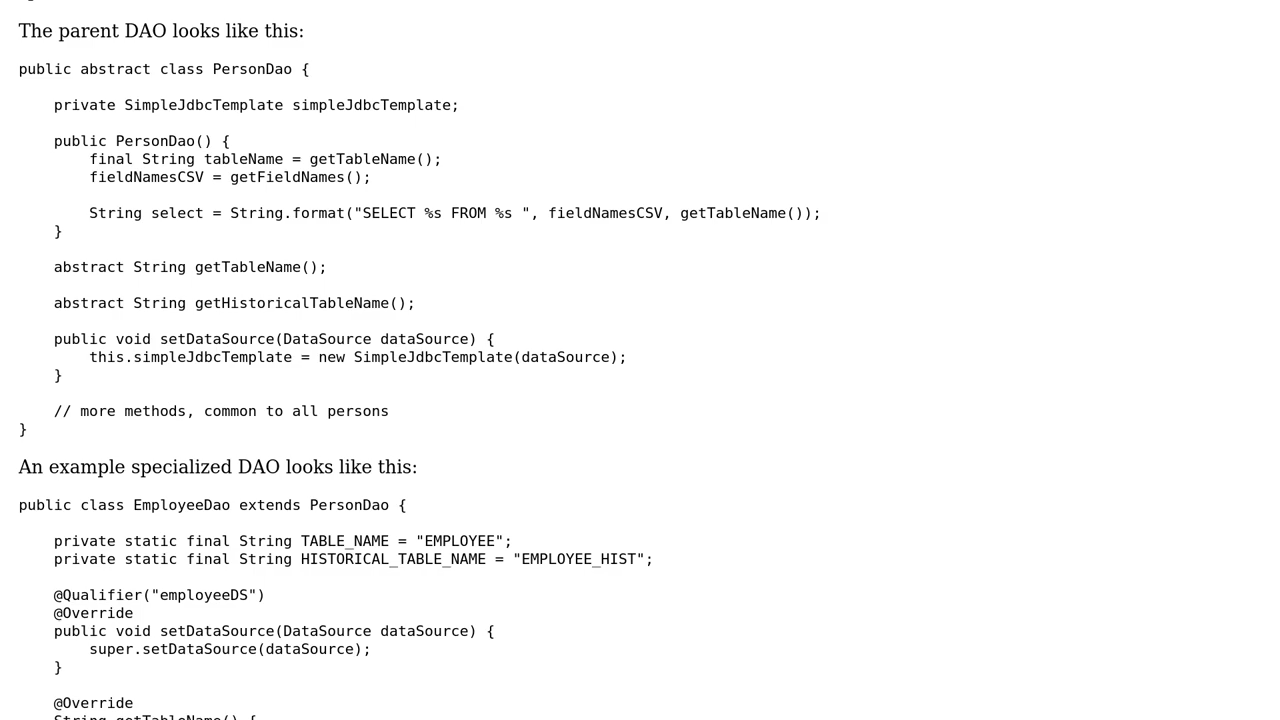 The parent DAO looks like this:
public abstract class PersonDao {
    private SimpleJdbcTemplate simpleJdbcTemplate;
    public PersonDao() {
        final String tableName = getTableName();
        fieldNamesCSV = getFieldNames();
        String select = String.format("SELECT %s FROM %s ", fieldNamesCSV, getTableName());
    }
    abstract String getTableName();
    abstract String getHistoricalTableName();
    public void setDataSource(DataSource dataSource) {
        this.simpleJdbcTemplate = new SimpleJdbcTemplate(dataSource);
    }
    // more methods, common to all persons
}
An example specialized DAO looks like this:
public class EmployeeDao extends PersonDao {
    private static final String TABLE_NAME = "EMPLOYEE";
    private static final String HISTORICAL_TABLE_NAME = "EMPLOYEE_HIST";
    @Qualifier("employeeDS")
    @Override
    public void setDataSource(DataSource dataSource) {
        super.setDataSource(dataSource);
    }
    @Override
    String getTableName() {